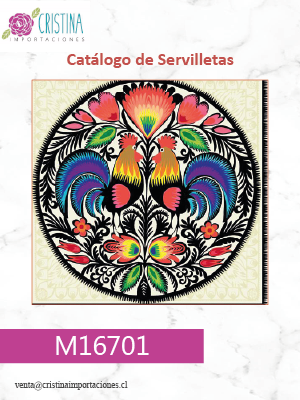 CRISTINA
IMPORTACIONES
Catálogo de Servilletas
M16701
venta@cristinaimportaciones.cl